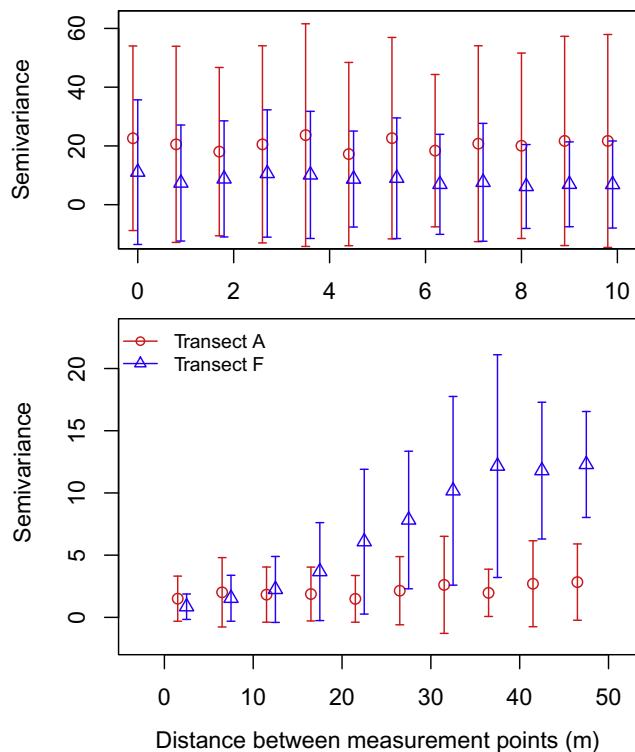 60
40
20
0
Semivariance
0 2 4 6 8 10
Transect A
Transect F
20
15
10
5
0
Semivariance
0 10 20 30 40 50
Distance between measurement points (m)